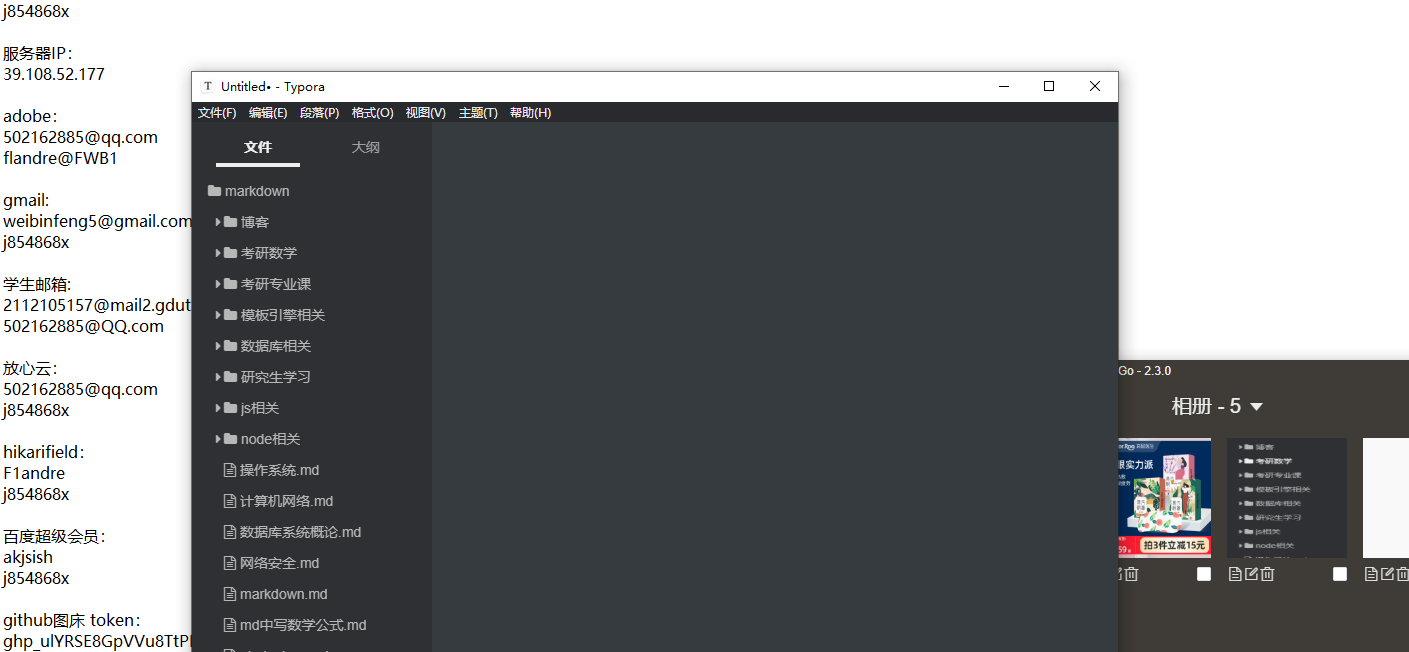 j854868x
服务器IP：
39.108.52.177
adobe：
502162885@qq.com
flandre@FWB1
gmail:
weibinfeng5@gmail.com
j854868x
学生邮箱:
2112105157@mail2.gdut
502162885@QQ.com
放心云：
502162885@qq.com
j854868x
hikarifield：
F1andre
j854868x
百度超级会员：
akjsish
j854868x
github图床 token：
ghp_ulYRSE8GpVVu8TtP
Untitled• - Typora
文件(F) 编辑(E) 段落(P) 格式(O) 视图(V) 主题(T) 帮助(H)
文件 大纲
markdown
博客
考研数学
考研专业课
模板引擎相关
数据库相关
研究生学习
js相关
node相关
操作系统.md
计算机网络.md
数据库系统概论.md
网络安全.md
markdown.md
md中写数学公式.md
Go - 2.3.0
相册 - 5
实力派
拍3件立减15元
博客
考研数学
考研专业课
模板引擎相关
数据库相关
研究生学习
js相关
node相关